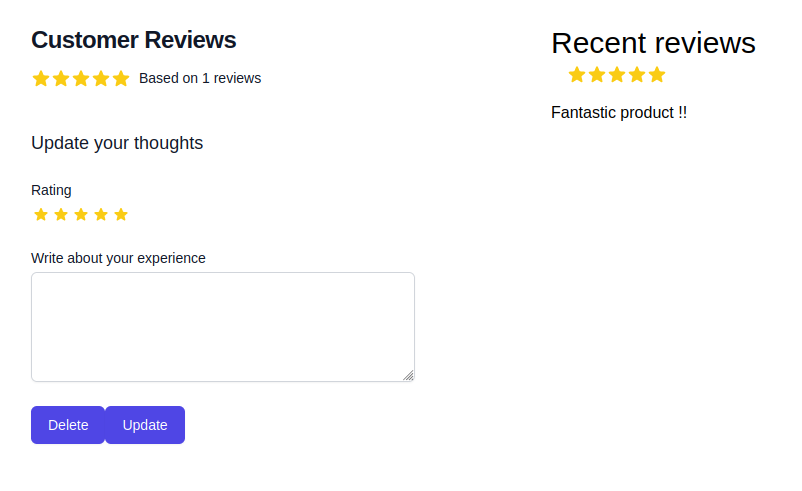 Customer Reviews
Based on 1 reviews
Update your thoughts
Rating
Write about your experience
Delete
Update
Recent reviews
Fantastic product !!